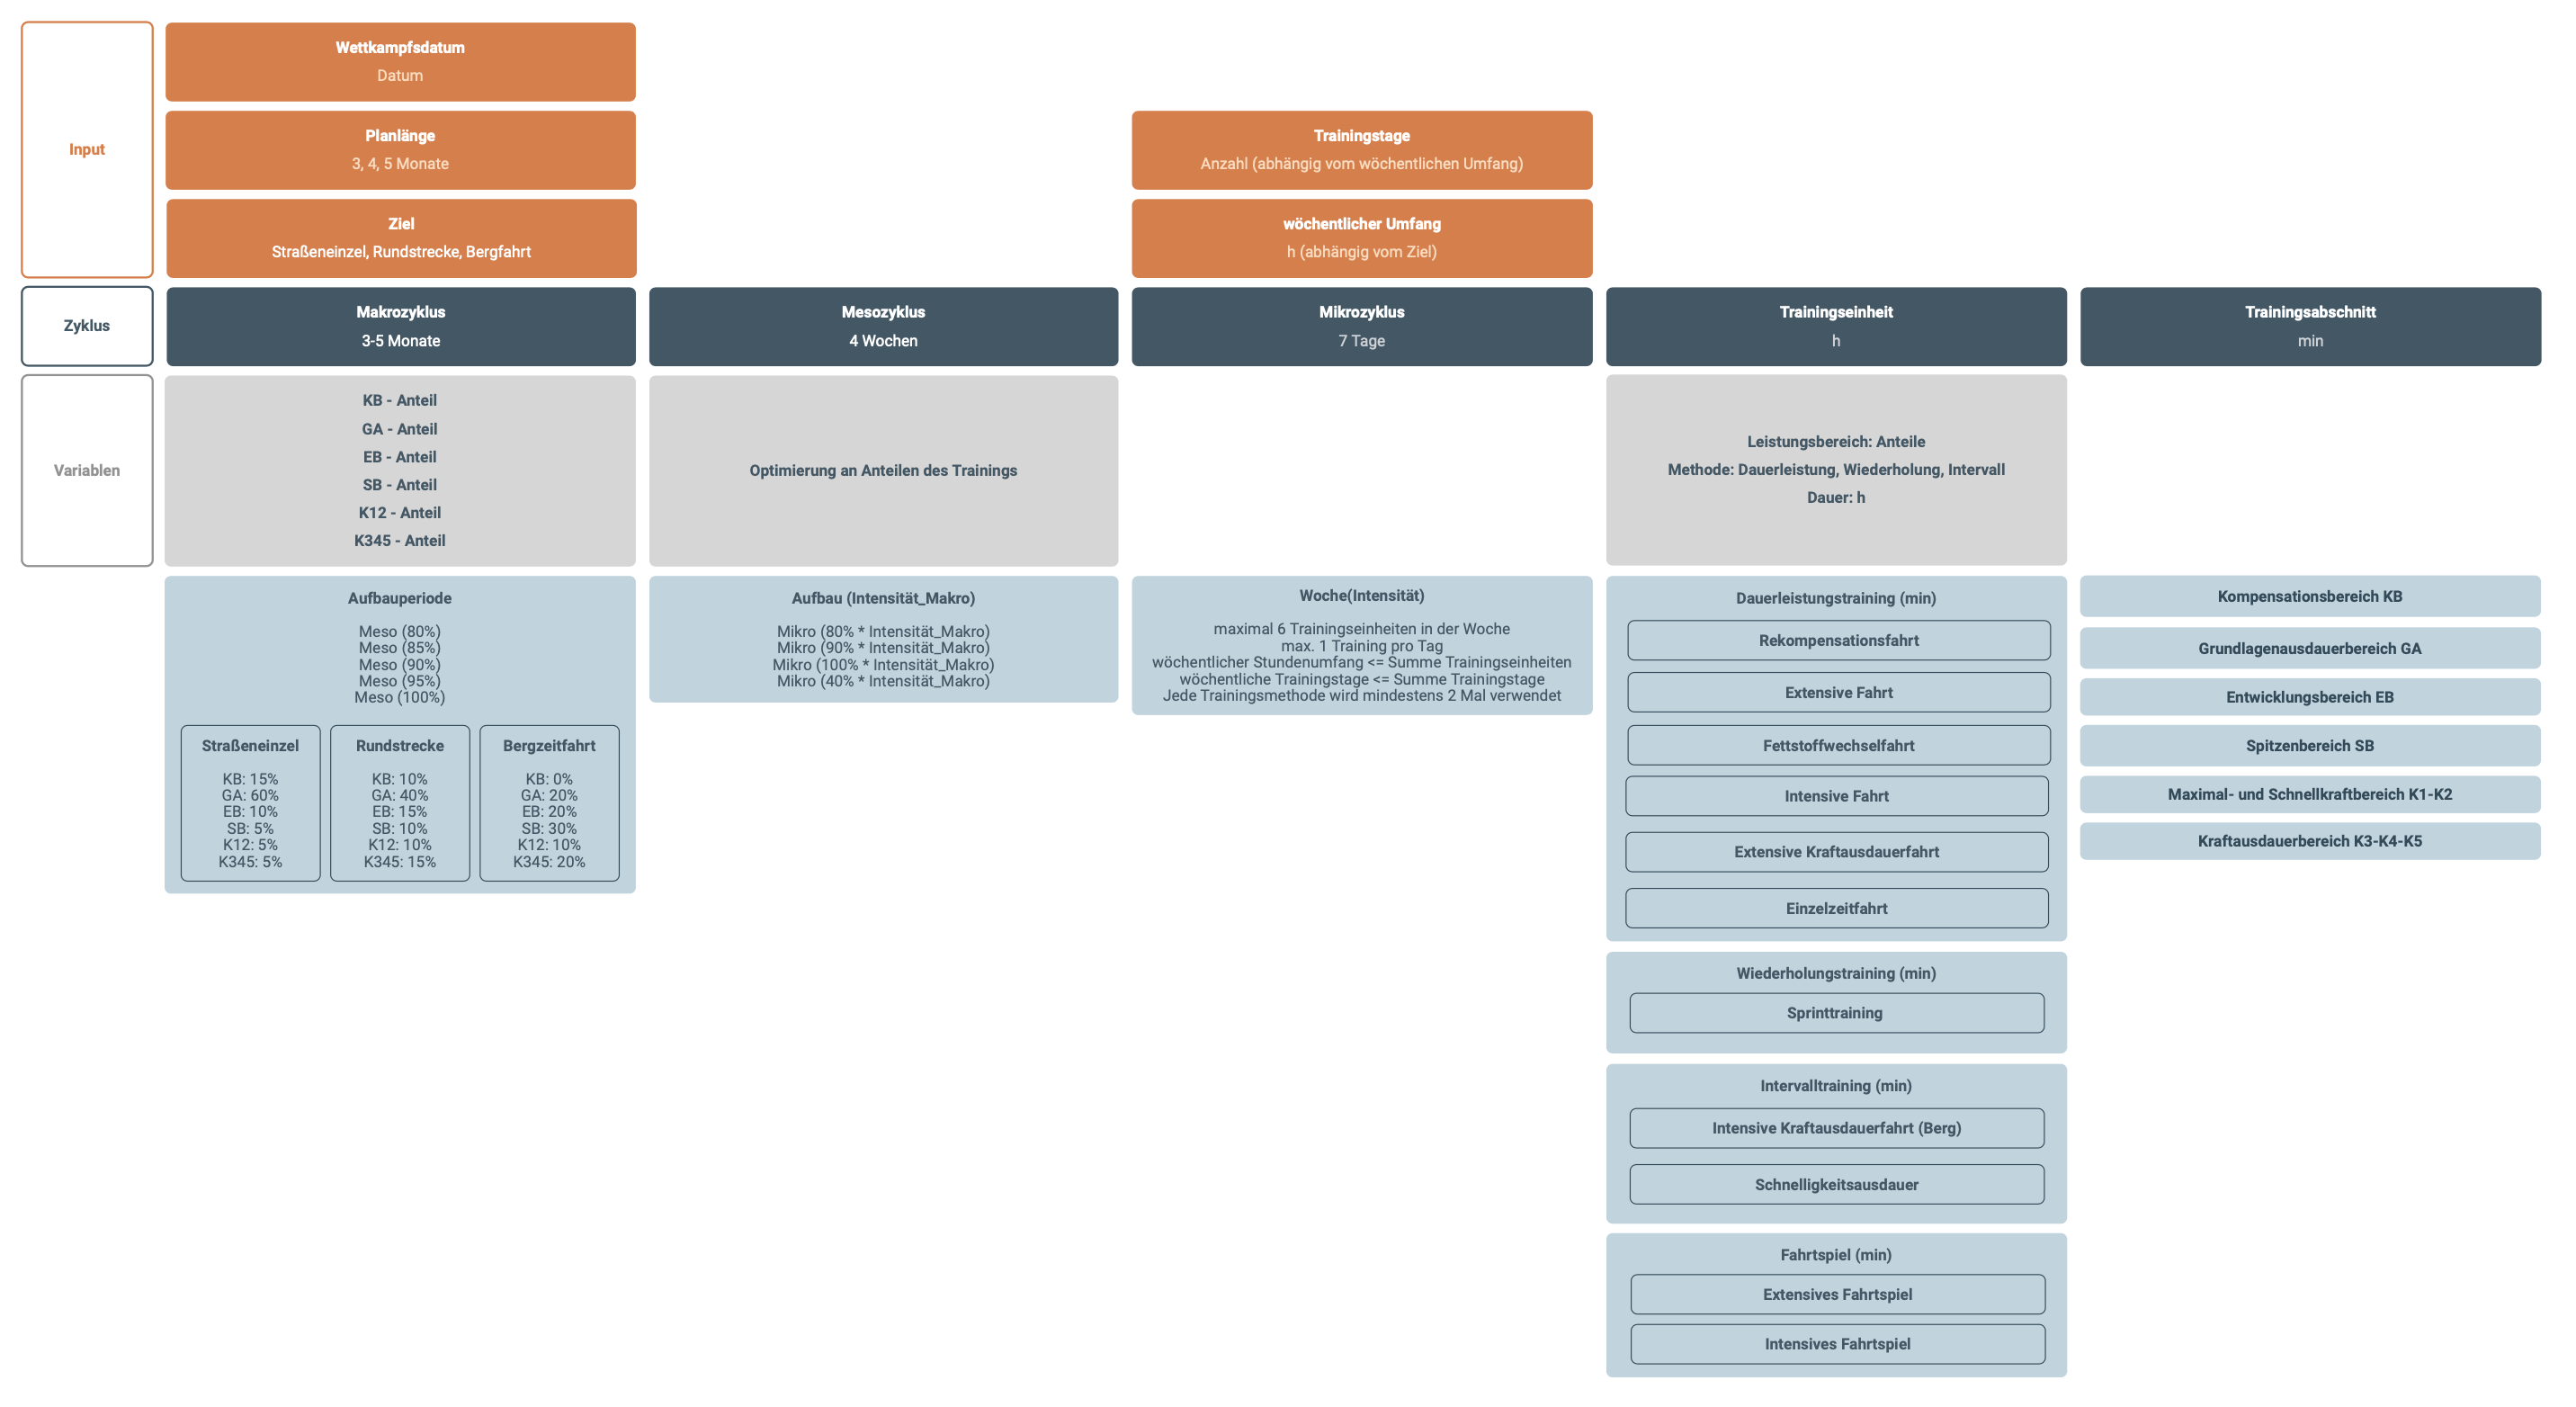 Input
Wettkampfsdatum
Datum
Planlänge
3, 4, 5 Monate
Ziel
Straßeneinzel, Rundstrecke, Bergfahrt
Trainingstage
Anzahl (abhängig vom wöchentlichen Umfang)
wöchentlicher Umfang
h (abhängig vom Ziel)
Zyklus
Makrozyklus
3-5 Monate
Mesozyklus
4 Wochen
Mikrozyklus
7 Tage
Trainingseinheit
h
Trainingsabschnitt
min
Variablen
KB - Anteil
GA - Anteil
EB - Anteil
SB - Anteil
K12 - Anteil
K345 - Anteil
Optimierung an Anteilen des Trainings
Leistungsbereich: Anteile
Methode: Dauerleistung, Wiederholung, Intervall
Dauer: h
Aufbauperiode
Meso (80%)
Meso (85%)
Meso (90%)
Meso (95%)
Meso (100%)
Straßeneinzel
KB: 15%
GA: 60%
EB: 10%
SB: 5%
K12: 5%
K345: 5%
Rundstrecke
KB: 10%
GA: 40%
EB: 15%
SB: 10%
K12: 10%
K345: 15%
Bergzeitfahrt
KB: 0%
GA: 20%
EB: 20%
SB: 30%
K12: 10%
K345: 20%
Aufbau (Intensität_Makro)
Mikro (80% * Intensität_Makro)
Mikro (90% * Intensität_Makro)
Mikro (100% * Intensität_Makro)
Mikro (40% * Intensität_Makro)
Woche(Intensität)
maximal 6 Trainingseinheiten in der Woche
max. 1 Training pro Tag
wöchentlicher Stundenumfang <= Summe Trainingseinheiten
wöchentliche Trainingstage <= Summe Trainingstage
Jede Trainingsmethode wird mindestens 2 Mal verwendet
Dauerleistungstraining (min)
Rekompensationsfahrt
Extensive Fahrt
Fettstoffwechselfahrt
Intensive Fahrt
Extensive Kraftausdauerfahrt
Einzelzeitfahrt
Wiederholungstraining (min)
Sprinttraining
Intervalltraining (min)
Intensive Kraftausdauerfahrt (Berg)
Schnelligkeitsausdauer
Fahrtspiel (min)
Extensives Fahrtspiel
Intensives Fahrtspiel
Kompensationsbereich KB
Grundlagenausdauerbereich GA
Entwicklungsbereich EB
Spitzenbereich SB
Maximal- und Schnellkraftbereich K1-K2
Kraftausdauerbereich K3-K4-K5